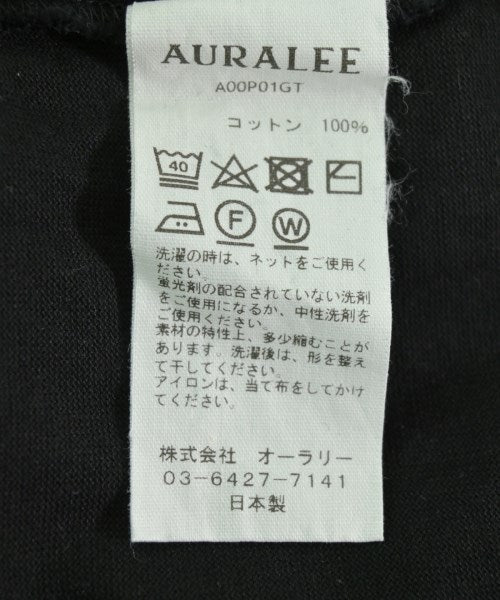 AURALEE
A00P01GT
コットン 100%
40
F W
洗濯の時は、ネットをご使用く
ださい。
蛍光剤の配合されていない洗剤
をご使用になるか、中性洗剤を
ご使用ください。
素材の特性上、多少縮むことが
あります。洗濯後は、形を整え
て干してください。
アイロンは、当て布をしてかけ
てください。
株式会社 オーラリー
03-6427-7141
日本製